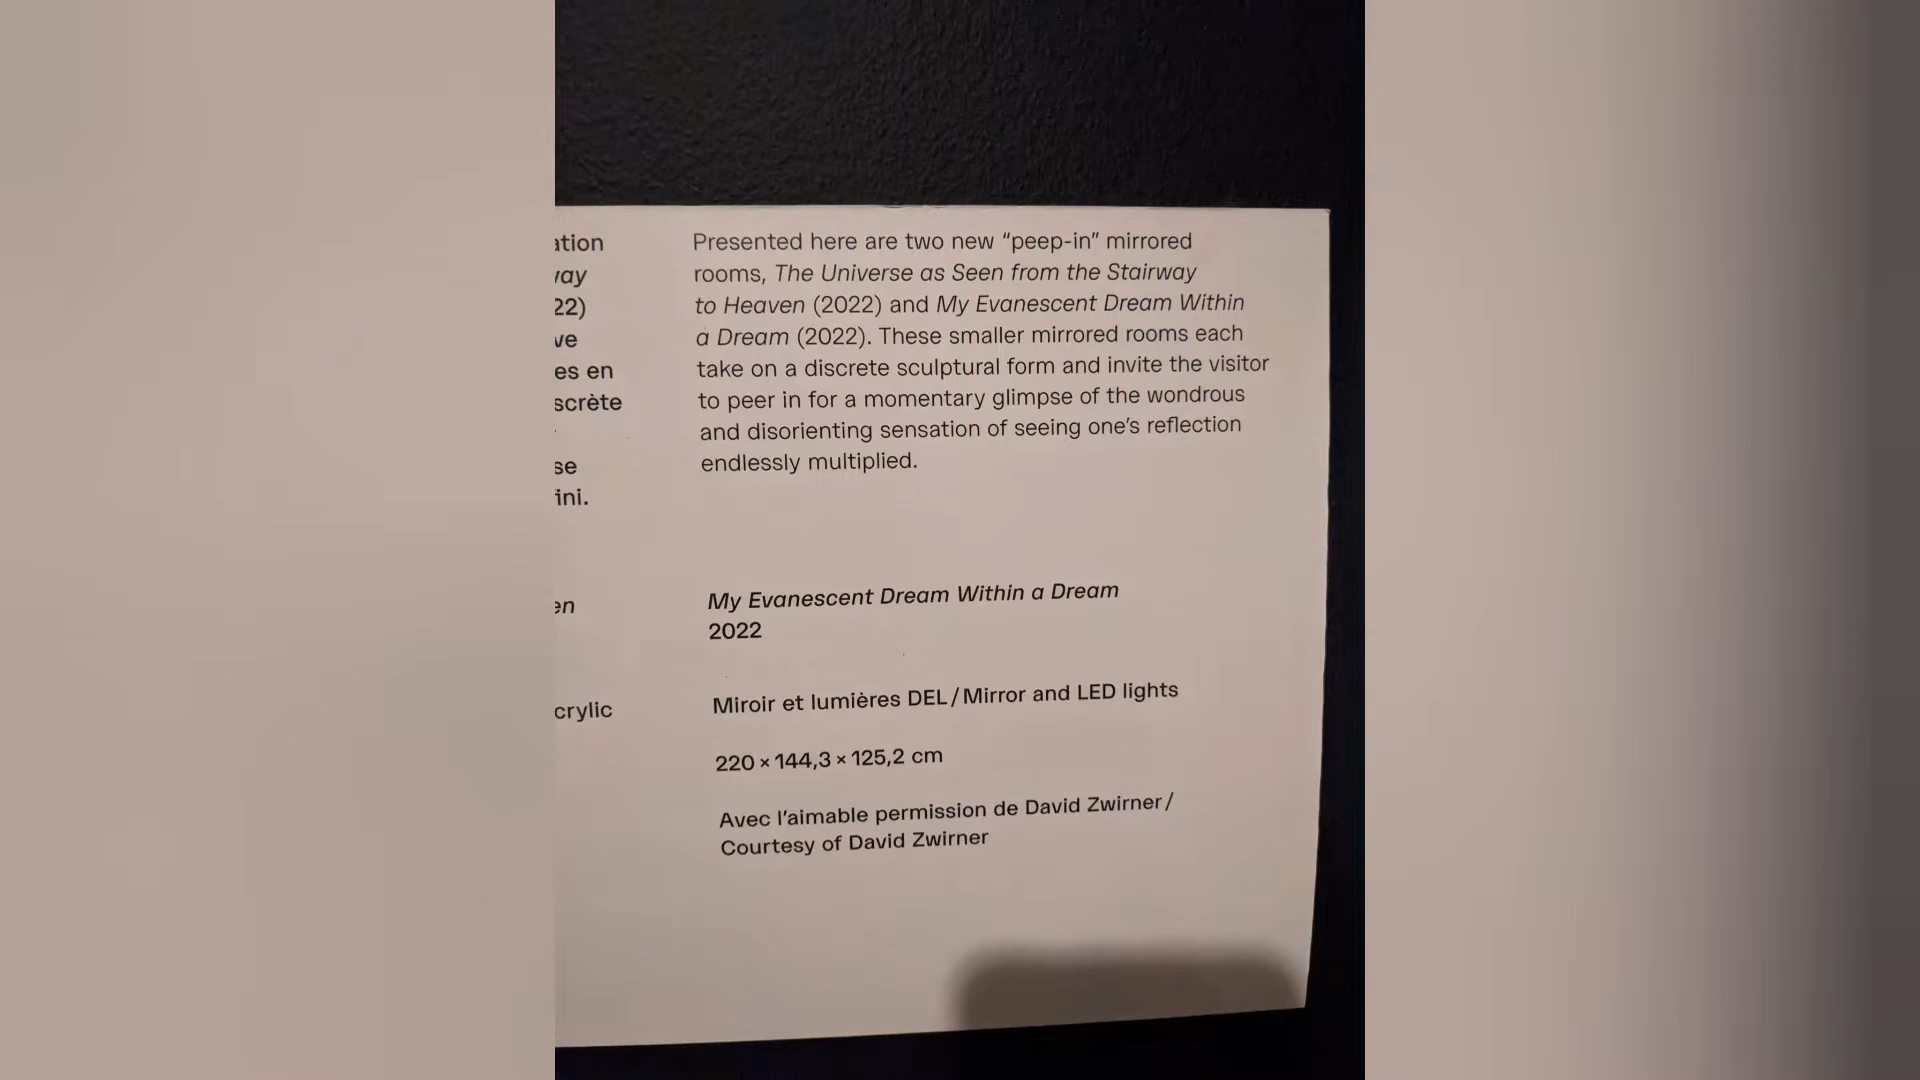 ation
way
22)
ve
es en
scrète
se
ini.
en
crylic
Presented here are two new “peep-in” mirrored
rooms, The Universe as Seen from the Stairway
to Heaven (2022) and My Evanescent Dream Within
a Dream (2022). These smaller mirrored rooms each
take on a discrete sculptural form and invite the visitor
to peer in for a momentary glimpse of the wondrous
and disorienting sensation of seeing one’s reflection
endlessly multiplied.
My Evanescent Dream Within a Dream
2022
Miroir et lumières DEL/Mirror and LED lights
220 × 144,3 × 125,2 cm
Avec l’aimable permission de David Zwirner/
Courtesy of David Zwirner